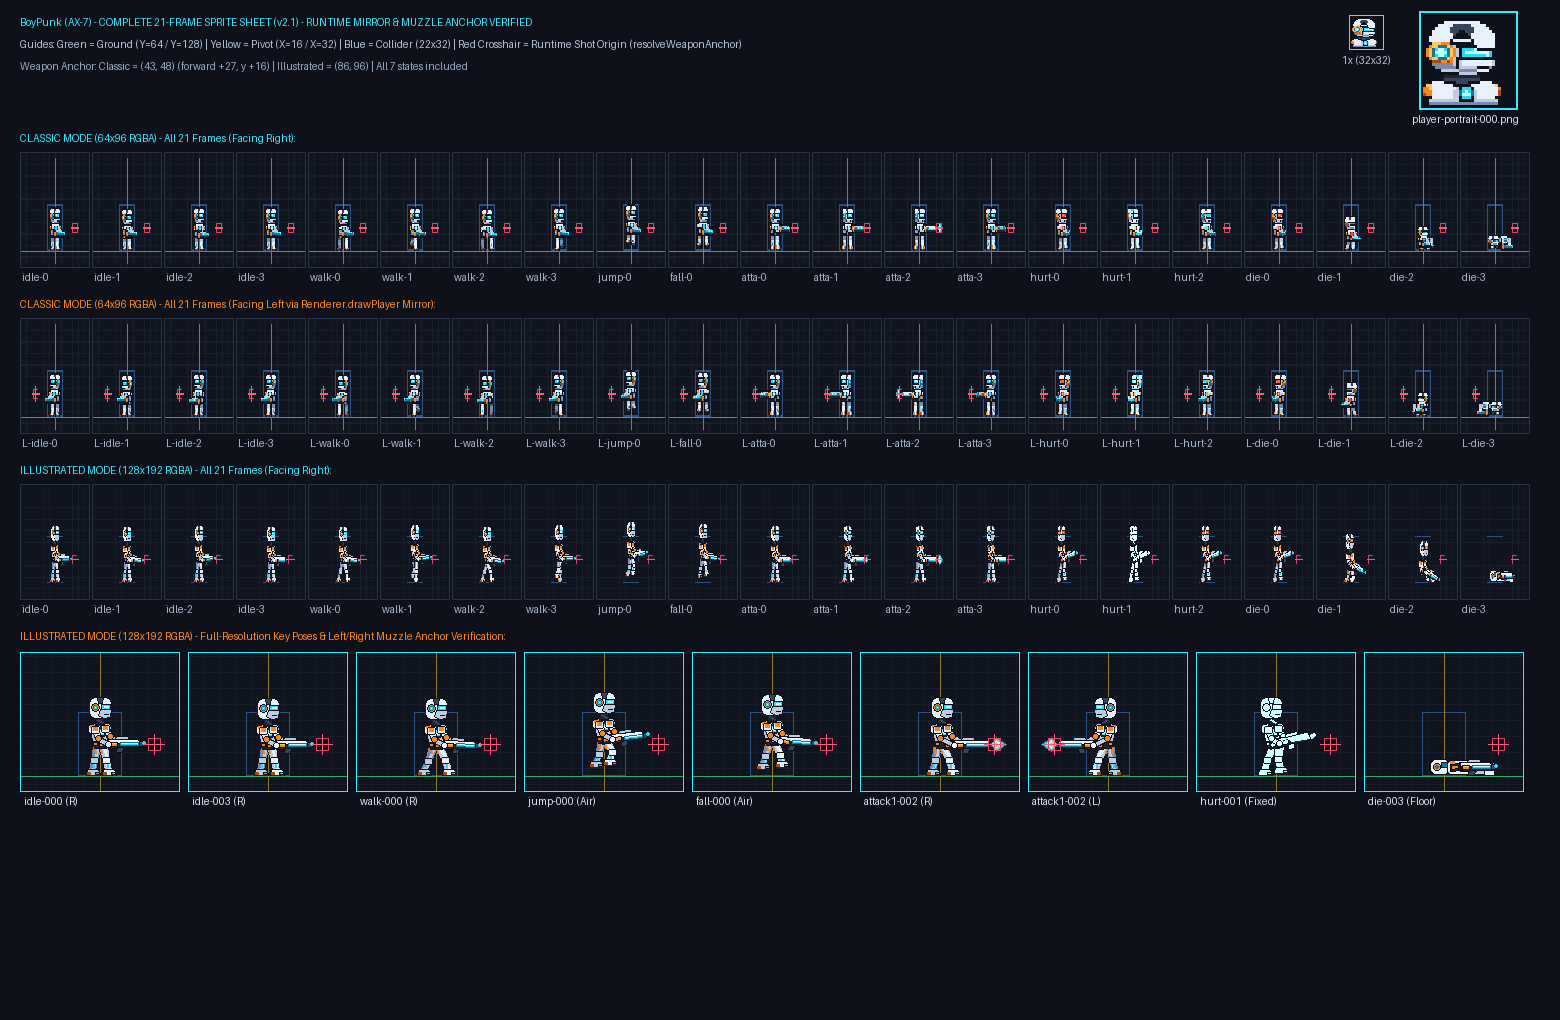 BoyPunk (AX-7) - COMPLETE 21-FRAME SPRITE SHEET (v2.1) - RUNTIME MIRROR & MUZZLE ANCHOR VERIFIED
Guides: Green = Ground (Y=64 / Y=128) | Yellow = Pivot (X=16 / X=32) | Blue = Collider (22x32) | Red Crosshair = Runtime Shot Origin (resolveWeaponAnchor)
Weapon Anchor: Classic = (43, 48) (forward +27, y +16) | Illustrated = (86, 96) | All 7 states included
1x (32x32)
player-portrait-000.png
CLASSIC MODE (64x96 RGBA) - All 21 Frames (Facing Right):
idle-0 idle-1 idle-2 idle-3 walk-0 walk-1 walk-2 walk-3 jump-0 fall-0 atta-0 atta-1 atta-2 atta-3 hurt-0 hurt-1 hurt-2 die-0 die-1 die-2 die-3
CLASSIC MODE (64x96 RGBA) - All 21 Frames (Facing Left via Renderer.drawPlayer Mirror):
L-idle-0 L-idle-1 L-idle-2 L-idle-3 L-walk-0 L-walk-1 L-walk-2 L-walk-3 L-jump-0 L-fall-0 L-atta-0 L-atta-1 L-atta-2 L-atta-3 L-hurt-0 L-hurt-1 L-hurt-2 L-die-0 L-die-1 L-die-2 L-die-3
ILLUSTRATED MODE (128x192 RGBA) - All 21 Frames (Facing Right):
idle-0 idle-1 idle-2 idle-3 walk-0 walk-1 walk-2 walk-3 jump-0 fall-0 atta-0 atta-1 atta-2 atta-3 hurt-0 hurt-1 hurt-2 die-0 die-1 die-2 die-3
ILLUSTRATED MODE (128x192 RGBA) - Full-Resolution Key Poses & Left/Right Muzzle Anchor Verification:
idle-000 (R) idle-003 (R) walk-000 (R) jump-000 (Air) fall-000 (Air) attack1-002 (R) attack1-002 (L) hurt-001 (Fixed) die-003 (Floor)